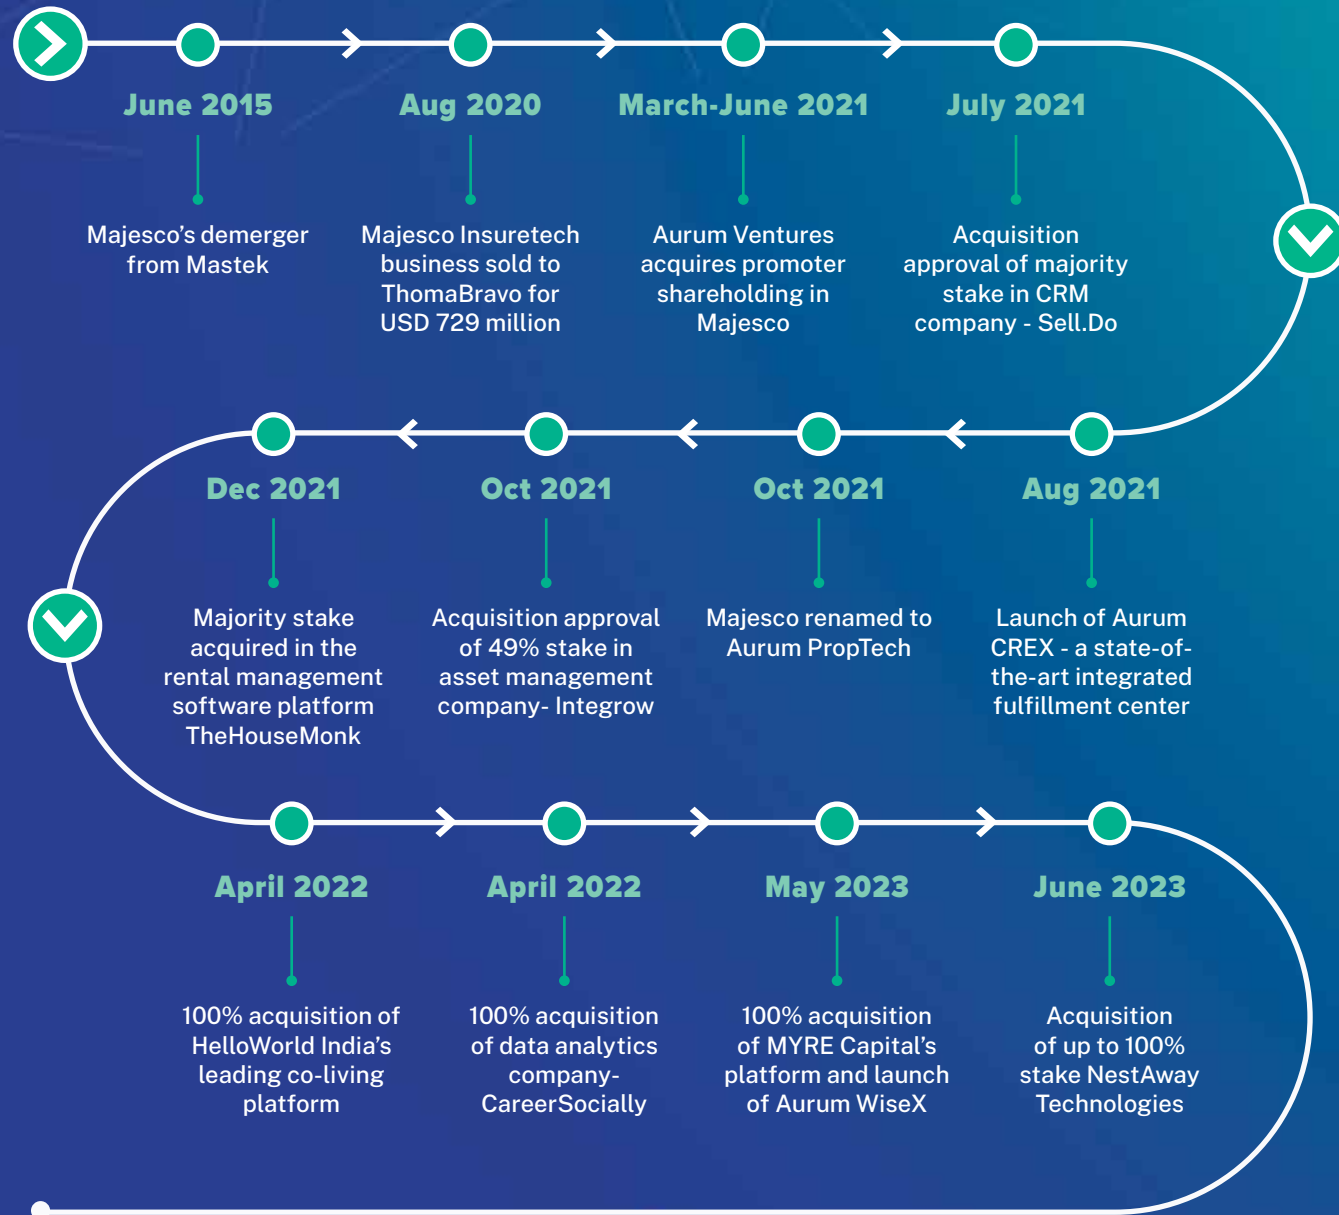 June 2015
Majesco's demerger
from Mastek
Aug 2020
Majesco Insuretech
business sold to
ThomaBravo for
USD 729 million
March-June 2021
Aurum Ventures
acquires promoter
shareholding in
Majesco
July 2021
Acquisition
approval of majority
stake in CRM
company - Sell.Do
Aug 2021
Launch of Aurum
CREX - a state-of-
the-art integrated
fulfillment center
Oct 2021
Majesco renamed to
Aurum PropTech
Oct 2021
Acquisition approval
of 49% stake in
asset management
company- Integrow
Dec 2021
Majority stake
acquired in the
rental management
software platform
TheHouseMonk
April 2022
100% acquisition of
HelloWorld India's
leading co-living
platform
April 2022
100% acquisition
of data analytics
company-
CareerSocially
May 2023
100% acquisition
of MYRE Capital's
platform and launch
of Aurum WiseX
June 2023
Acquisition
of up to 100%
stake NestAway
Technologies